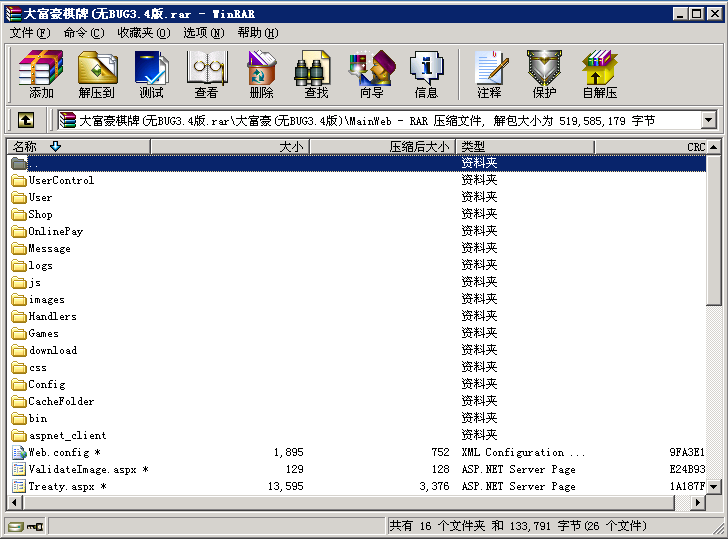 大富豪棋牌(无BUG3.4版.rar - WinRAR
文件(F) 命令(C) 收藏夹(O) 选项(N) 帮助(H)
添加 解压到 测试 查看 删除 查找 向导 信息 注释 保护 自解压
大富豪棋牌(无BUG3.4版.rar\大富豪(无BUG3.4版)\MainWeb - RAR 压缩文件, 解包大小为 519,585,179 字节
名称 大小 压缩后大小 类型 CRC
.. 资料夹
UserControl 资料夹
User 资料夹
Shop 资料夹
OnlinePay 资料夹
Message 资料夹
logs 资料夹
js 资料夹
images 资料夹
Handlers 资料夹
Games 资料夹
download 资料夹
css 资料夹
Config 资料夹
CacheFolder 资料夹
bin 资料夹
aspnet_client 资料夹
Web.config * 1,895 752 XML Configuration ... 9FA3E1
ValidateImage.aspx * 129 128 ASP.NET Server Page E24B93
Treaty.aspx * 13,595 3,376 ASP.NET Server Page 1A187F
共有 16 个文件夹 和 133,791 字节(26 个文件)